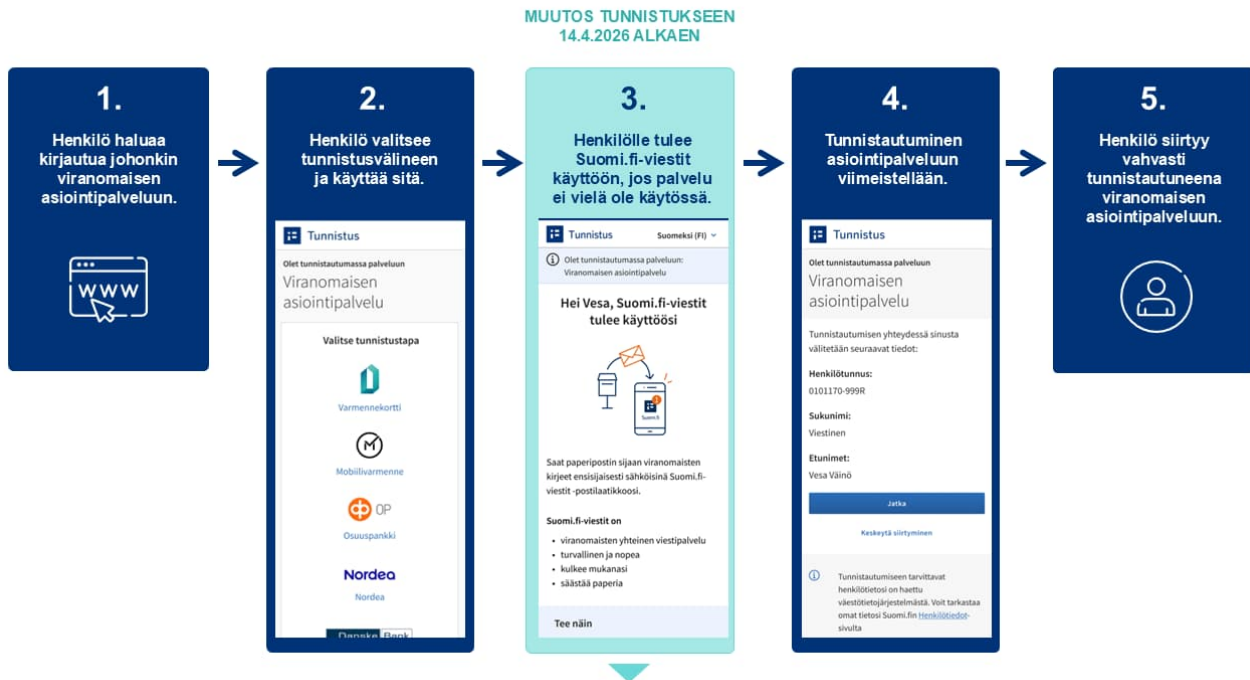 MUUTOS TUNNISTUKSEEN
14.4.2026 ALKAEN
1.
Henkilö haluaa
kirjautua johonkin
viranomaisen
asiointipalveluun.
www
2.
Henkilö valitsee
tunnistusvälineen
ja käyttää sitä.
Tunnistus
Olet tunnistautumassa palveluun
Viranomaisen
asiointipalvelu
Valitse tunnistustapa
Varmennekortti
Mobiilivarmenne
OP
Osuuspankki
Nordea
Nordea
Danske Bank
3.
Henkilölle tulee
Suomi.fi-viestit
käyttöön, jos palvelu
ei vielä ole käytössä.
Tunnistus Suomeksi (FI)
Olet tunnistautumassa palveluun:
Viranomaisen asiointipalvelu
Hei Vesa, Suomi.fi-viestit
tulee käyttöösi
Suomi.fi
Saat paperipostin sijaan viranomaisten
kirjeet ensisijaisesti sähköisinä Suomi.fi-
viestit -postilaatikkoosi.
Suomi.fi-viestit on
• viranomaisten yhteinen viestipalvelu
• turvallinen ja nopea
• kulkee mukanasi
• säästää paperia
Tee näin
4.
Tunnistautuminen
asiointipalveluun
viimeistellään.
Tunnistus
Olet tunnistautumassa palveluun
Viranomaisen
asiointipalvelu
Tunnistautumisen yhteydessä sinusta
välitetään seuraavat tiedot:
Henkilötunnus:
0101170-999R
Sukunimi:
Viestinen
Etunimet:
Vesa Väinö
Jatka
Keskeytä siirtyminen
Tunnistautumiseen tarvittavat
henkilötietosi on haettu
väestötietojärjestelmästä. Voit tarkastaa
omat tietosi Suomi.fin Henkilötiedot-
sivulta
5.
Henkilö siirtyy
vahvasti
tunnistautuneena
viranomaisen
asiointipalveluun.